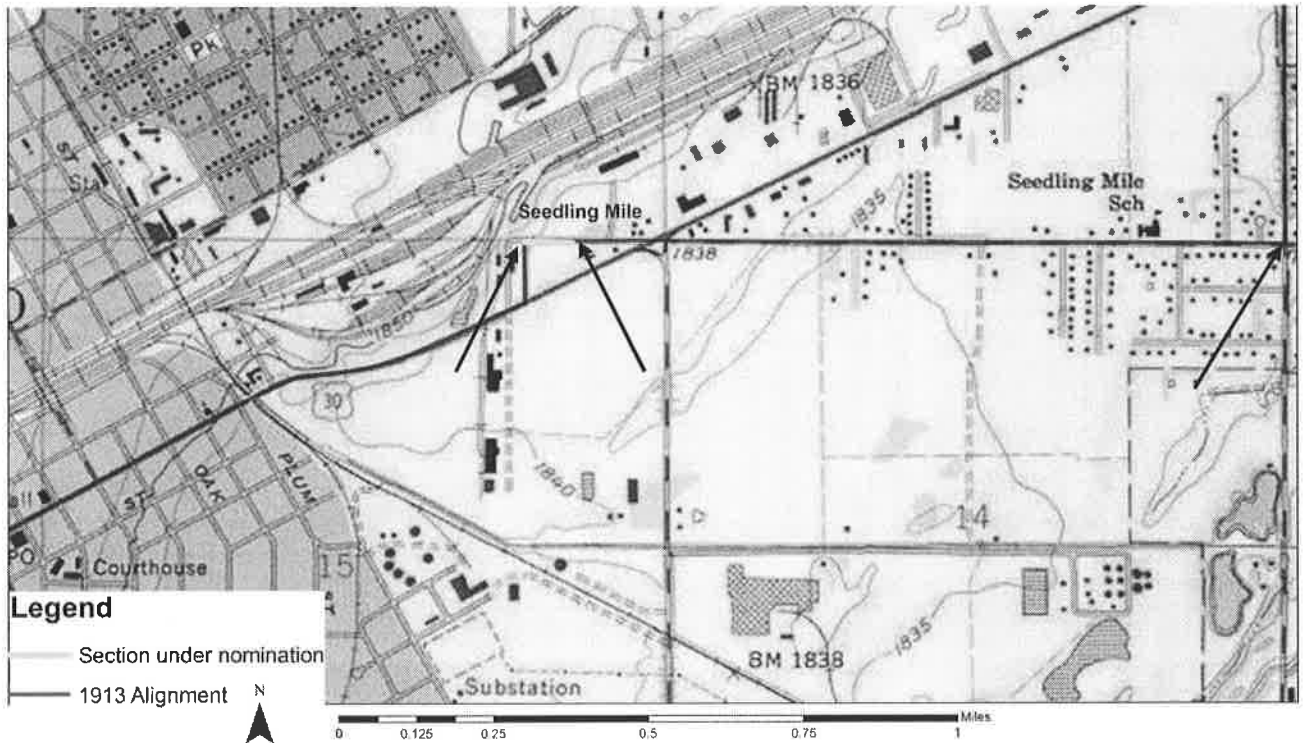 Pk
BM 1836
ST
Sta
Seedling Mile
Sch
Seedling Mile
1835
1838
1850
30
OAK
PLUM
ST
1840
14
PO
Courthouse
15
1835
BM 1838
Substation
Legend
Section under nomination
1913 Alignment
N
0 0.125 0.25 0.5 0.75 1 Miles